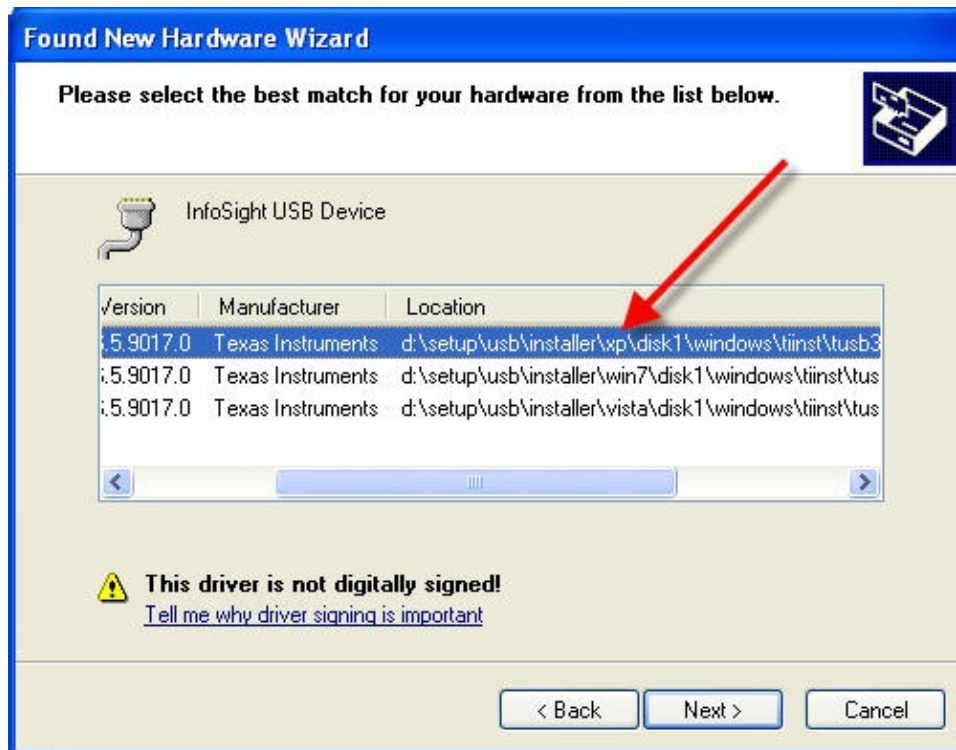 Found New Hardware Wizard
Please select the best match for your hardware from the list below.
InfoSight USB Device
Version Manufacturer Location
.5.9017.0 Texas Instruments d:\setup\usb\installer\xp\disk1\windows\tiinst\tusb3
.5.9017.0 Texas Instruments d:\setup\usb\installer\win7\disk1\windows\tiinst\tus
.5.9017.0 Texas Instruments d:\setup\usb\installer\vista\disk1\windows\tiinst\tus
This driver is not digitally signed!
Tell me why driver signing is important
< Back Next > Cancel